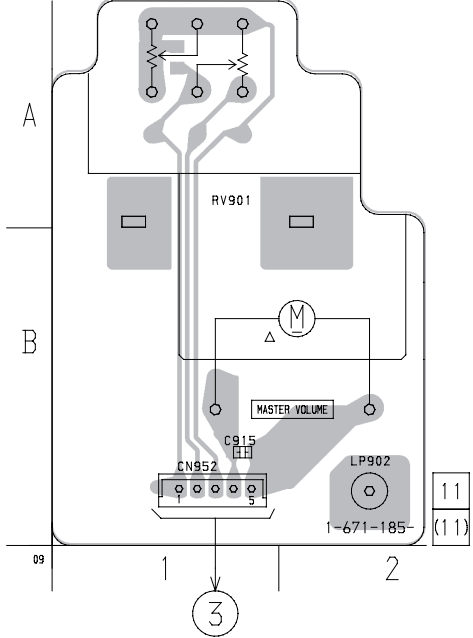 A
RV901
M
B
MASTER VOLUME
C915
CN952
LP902
1
5
11
1-671-185-
(11)
09
1
2
3